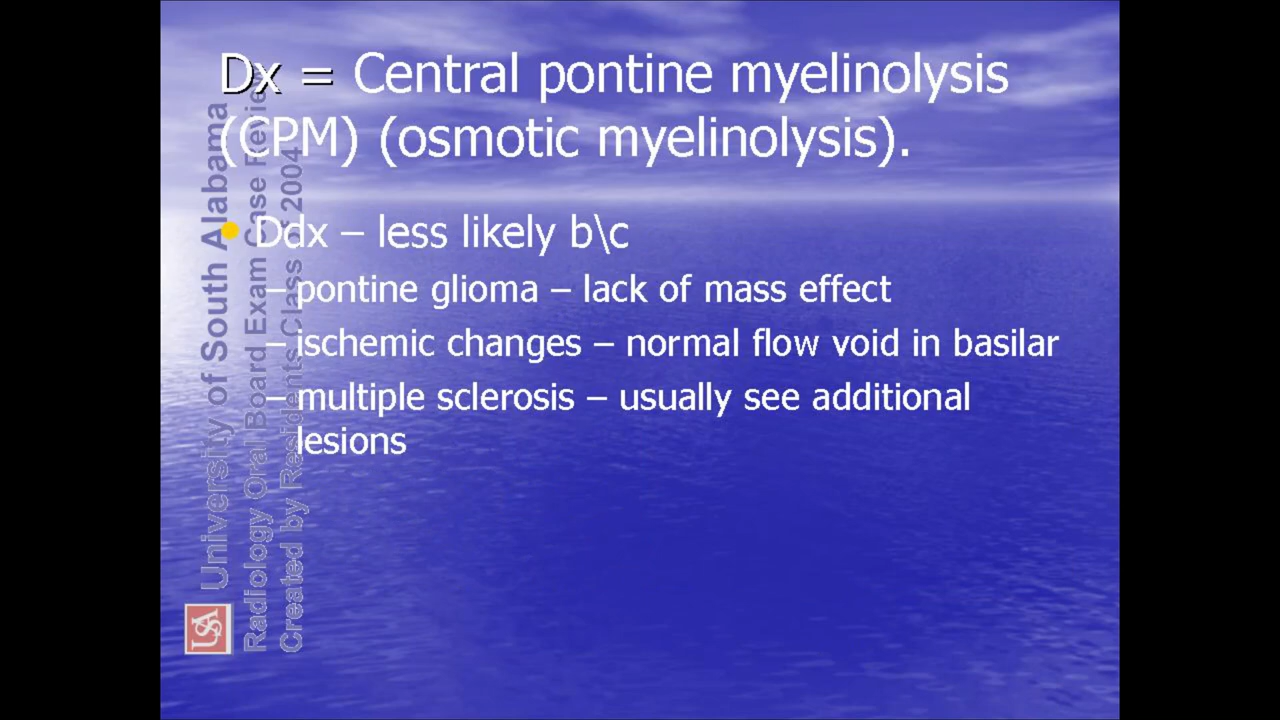 Dx = Central pontine myelinolysis
(CPM) (osmotic myelinolysis).
• Ddx – less likely b\c
– pontine glioma – lack of mass effect
– ischemic changes – normal flow void in basilar
– multiple sclerosis – usually see additional
lesions
University of South Alabama
Radiology Oral Board Exam Case Review
Created by Residents Class of 2004
USA